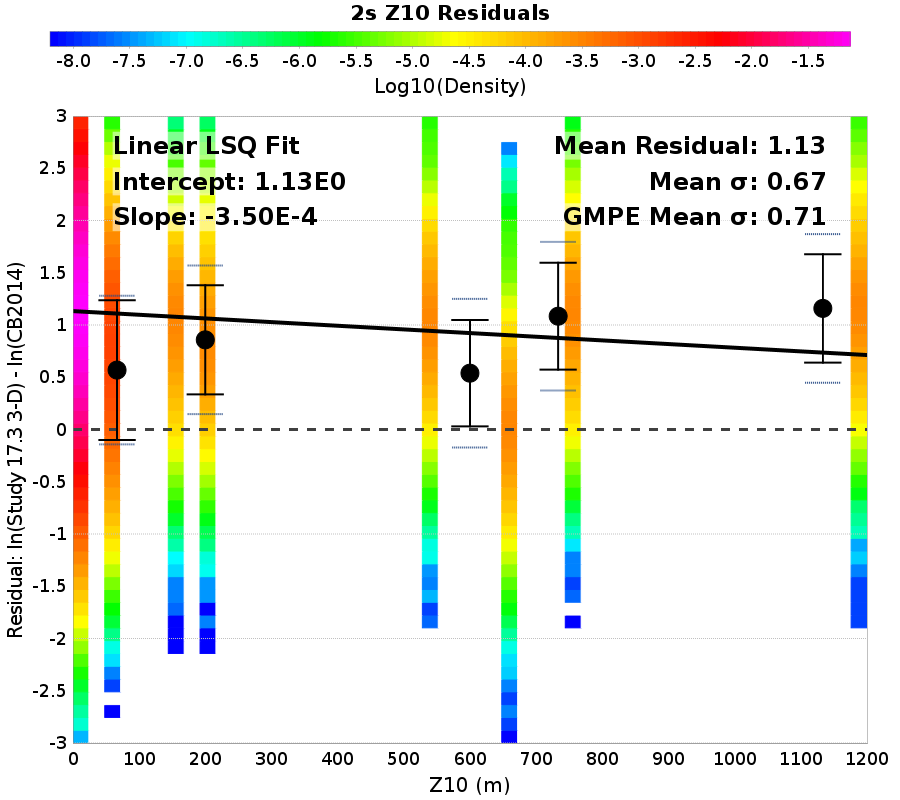 2s Z10 Residuals
-8.0 -7.5 -7.0 -6.5 -6.0 -5.5 -5.0 -4.5 -4.0 -3.5 -3.0 -2.5 -2.0 -1.5
Log10(Density)
Linear LSQ Fit
Intercept: 1.13E0
Slope: -3.50E-4
Mean Residual: 1.13
Mean σ: 0.67
GMPE Mean σ: 0.71
Residual: ln(Study 17.3 3-D) - ln(CB2014)
3
2.5
2
1.5
1
0.5
0
-0.5
-1
-1.5
-2
-2.5
-3
0 100 200 300 400 500 600 700 800 900 1000 1100 1200
Z10 (m)